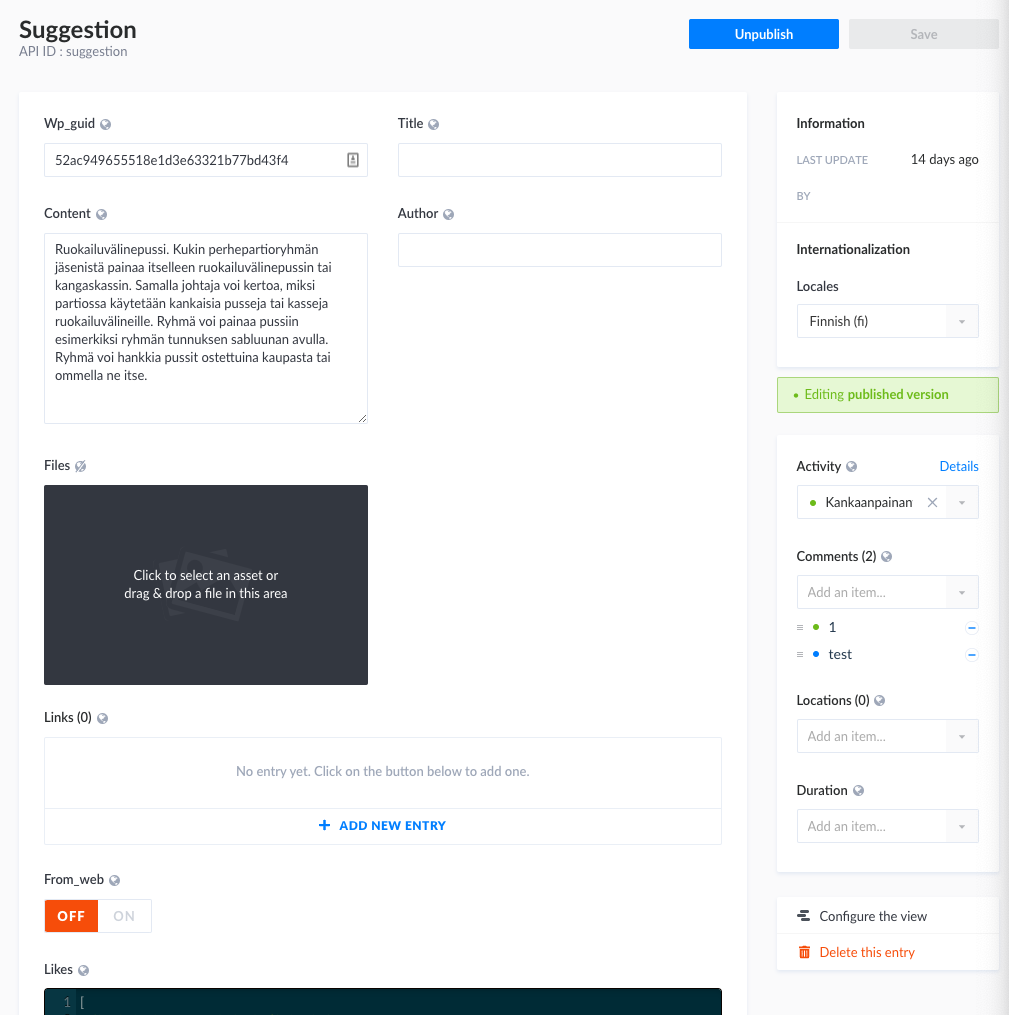 Suggestion
API ID : suggestion
Unpublish
Save
Wp_guid
52ac949655518e1d3e63321b77bd43f4
Title
Content
Ruokailuvälinepussi. Kukin perhepartioryhmän
jäsenistä painaa itselleen ruokailuvälinepussin tai
kangaskassin. Samalla johtaja voi kertoa, miksi
partiossa käytetään kankaisia pusseja tai kasseja
ruokailuvälineille. Ryhmä voi painaa pussiin
esimerkiksi ryhmän tunnuksen sabluunan avulla.
Ryhmä voi hankkia pussit ostettuina kaupasta tai
ommella ne itse.
Author
Files
Click to select an asset or
drag & drop a file in this area
Links (0)
No entry yet. Click on the button below to add one.
+ ADD NEW ENTRY
From_web
OFF ON
Likes
1 [
Information
LAST UPDATE 14 days ago
BY
Internationalization
Locales
Finnish (fi)
• Editing published version
Activity Details
Kankaanpainan
Comments (2)
Add an item...
1
test
Locations (0)
Add an item...
Duration
Add an item...
Configure the view
Delete this entry